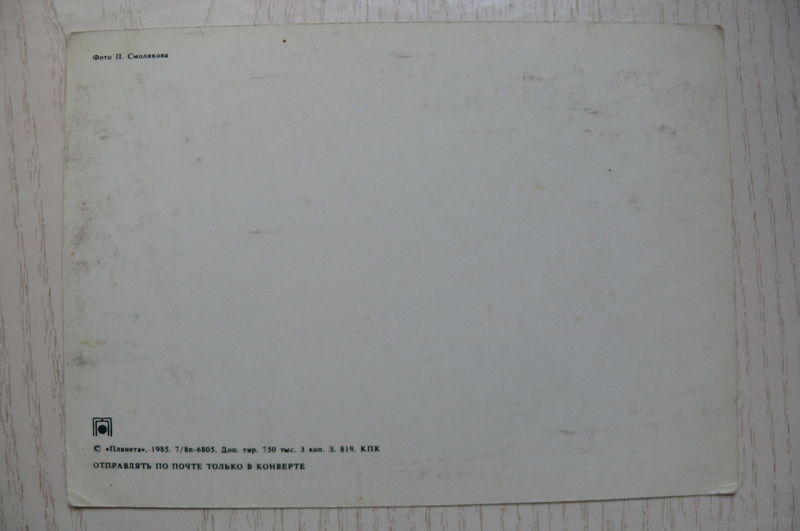 Фото П. Смолякова
© «Планета», 1985. 7/8п-6805. Доп. тир. 750 тыс. 3 коп. З. 819. КПК
ОТПРАВЛЯТЬ ПО ПОЧТЕ ТОЛЬКО В КОНВЕРТЕ